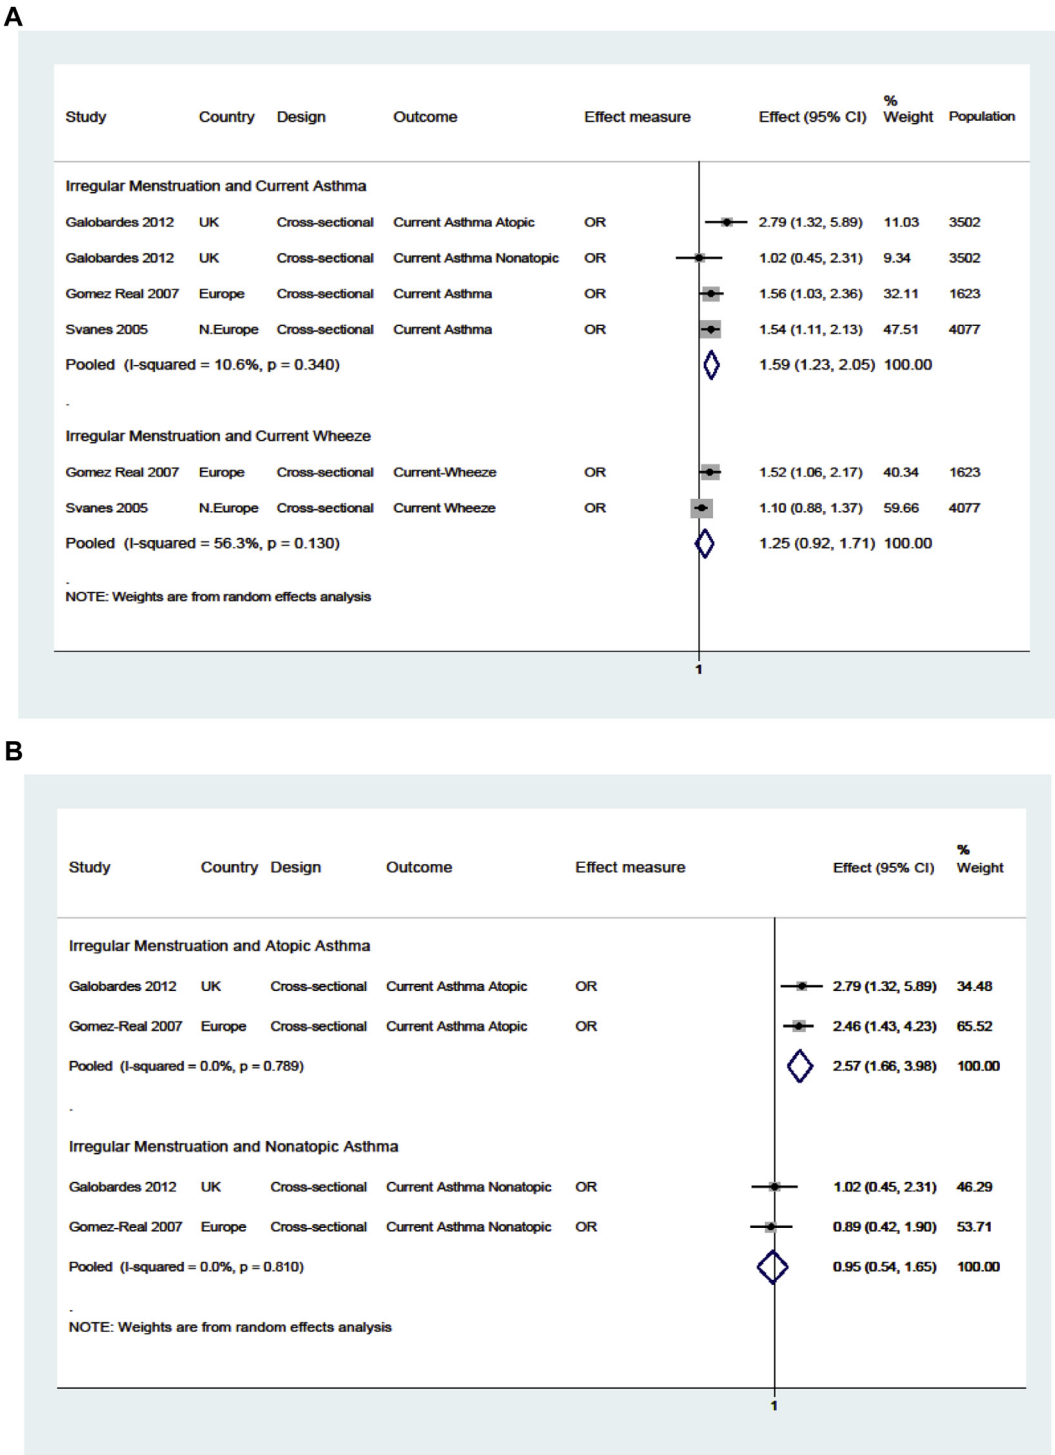 A
%
Study Country Design Outcome Effect measure Effect (95% CI) Weight Population
Irregular Menstruation and Current Asthma
Galobardes 2012 UK Cross-sectional Current Asthma Atopic OR 2.79 (1.32, 5.89) 11.03 3502
Galobardes 2012 UK Cross-sectional Current Asthma Nonatopic OR 1.02 (0.45, 2.31) 9.34 3502
Gomez Real 2007 Europe Cross-sectional Current Asthma OR 1.56 (1.03, 2.36) 32.11 1623
Svanes 2005 N.Europe Cross-sectional Current Asthma OR 1.54 (1.11, 2.13) 47.51 4077
Pooled (I-squared = 10.6%, p = 0.340) 1.59 (1.23, 2.05) 100.00
.
Irregular Menstruation and Current Wheeze
Gomez Real 2007 Europe Cross-sectional Current-Wheeze OR 1.52 (1.06, 2.17) 40.34 1623
Svanes 2005 N.Europe Cross-sectional Current Wheeze OR 1.10 (0.88, 1.37) 59.66 4077
Pooled (I-squared = 56.3%, p = 0.130) 1.25 (0.92, 1.71) 100.00
.
NOTE: Weights are from random effects analysis
1
B
%
Study Country Design Outcome Effect measure Effect (95% CI) Weight
Irregular Menstruation and Atopic Asthma
Galobardes 2012 UK Cross-sectional Current Asthma Atopic OR 2.79 (1.32, 5.89) 34.48
Gomez-Real 2007 Europe Cross-sectional Current Asthma Atopic OR 2.46 (1.43, 4.23) 65.52
Pooled (I-squared = 0.0%, p = 0.789) 2.57 (1.66, 3.98) 100.00
.
Irregular Menstruation and Nonatopic Asthma
Galobardes 2012 UK Cross-sectional Current Asthma Nonatopic OR 1.02 (0.45, 2.31) 46.29
Gomez-Real 2007 Europe Cross-sectional Current Asthma Nonatopic OR 0.89 (0.42, 1.90) 53.71
Pooled (I-squared = 0.0%, p = 0.810) 0.95 (0.54, 1.65) 100.00
.
NOTE: Weights are from random effects analysis
1